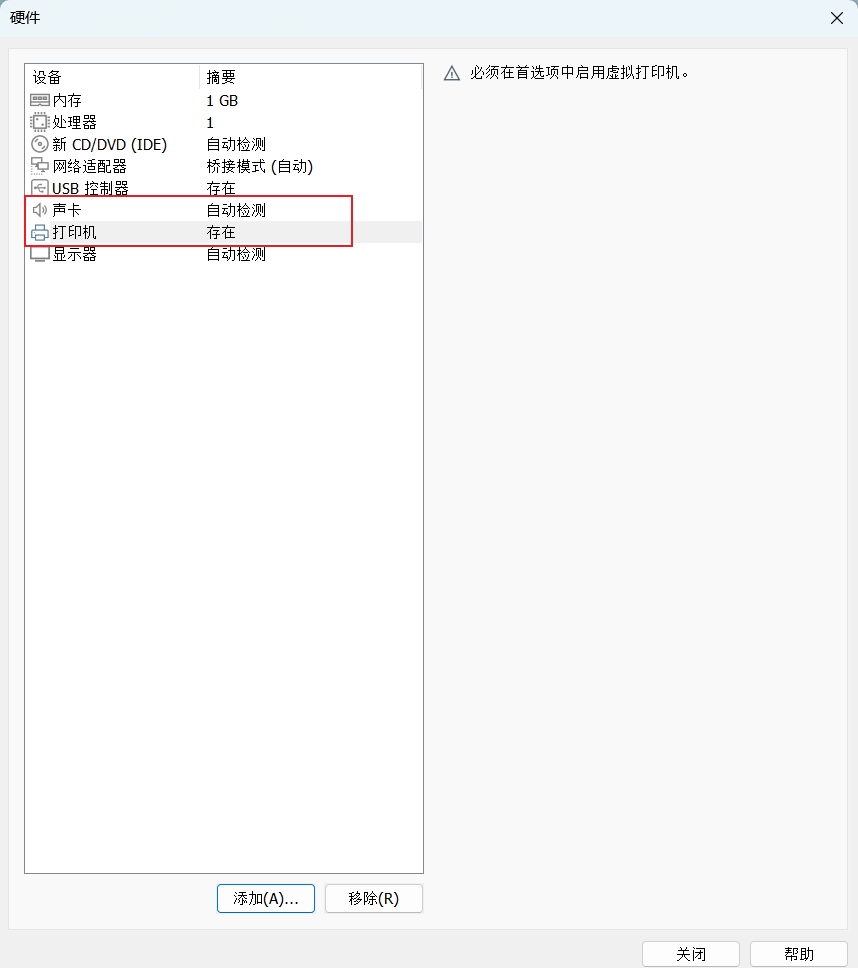 硬件
设备 摘要
内存 1 GB
处理器 1
新 CD/DVD (IDE) 自动检测
网络适配器 桥接模式 (自动)
USB 控制器 存在
声卡 自动检测
打印机 存在
显示器 自动检测
添加(A)... 移除(R)
必须在首选项中启用虚拟打印机。
关闭 帮助